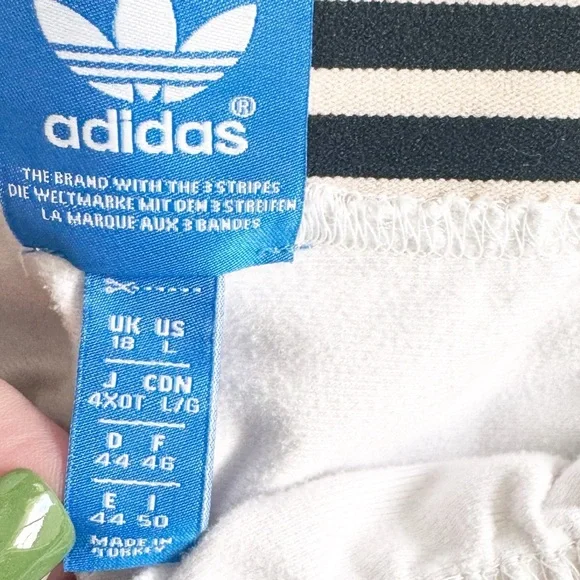 ®
adidas
THE BRAND WITH THE 3 STRIPES
DIE WELTMARKE MIT DEN 3 STREIFEN
LA MARQUE AUX 3 BANDES
UK US
18 L
J CDN
4XOT L/G
D F
44 46
E I
44 50
MADE IN
TURKEY